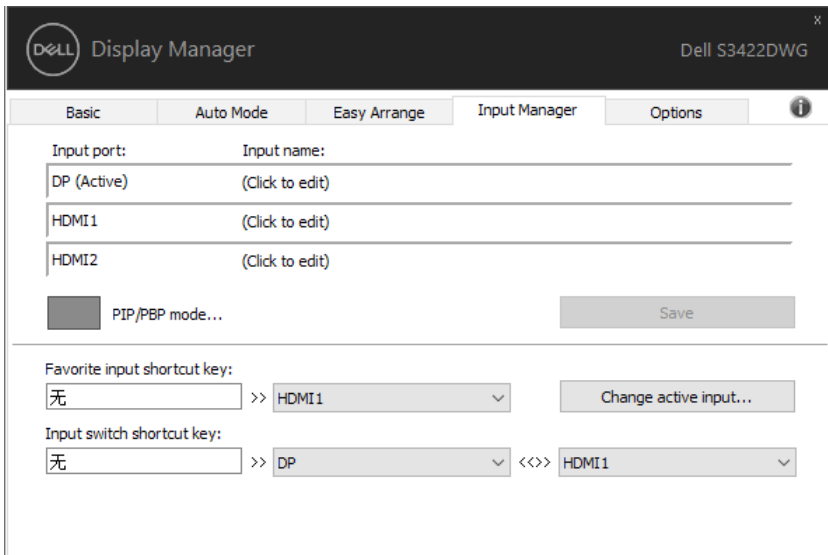 DELL Display Manager Dell S3422DWG
x
Basic Auto Mode Easy Arrange Input Manager Options i
Input port: Input name:
DP (Active) (Click to edit)
HDMI1 (Click to edit)
HDMI2 (Click to edit)
PIP/PBP mode... Save
Favorite input shortcut key:
无 >> HDMI1 Change active input...
Input switch shortcut key:
无 >> DP <<>> HDMI1